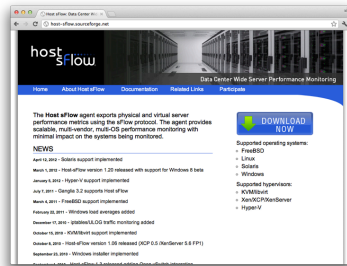 Host sFlow: Data Center Wi
host-sflow.sourceforge.net
host
sFlow
Data Center Wide Server Performance Monitoring
Home About Host sFlow Documentation Related Links Participate
The Host sFlow agent exports physical and virtual server
performance metrics using the sFlow protocol. The agent provides
scalable, multi-vendor, multi-OS performance monitoring with
minimal impact on the systems being monitored.
DOWNLOAD
NOW
NEWS
April 12, 2012 - Solaris support implemented
March 1, 2012 - Host-sFlow version 1.20 released with support for Windows 8 beta
January 5, 2012 - Hyper-V support implemented
July 7, 2011 - Ganglia 3.2 supports Host sFlow
March 4, 2011 - FreeBSD support implemented
February 23, 2011 - Windows load averages added
December 17, 2010 - iptables/ULOG traffic monitoring added
October 15, 2010 - KVM/libvirt support implemented
October 8, 2010 - Host-sFlow version 1.06 released (XCP 0.5 /XenServer 5.6 FP1)
September 23, 2010 - Windows installer implemented
Supported operating systems:
FreeBSD
Linux
Solaris
Windows
Supported hypervisors:
KVM/libvirt
Xen/XCP/XenServer
Hyper-V